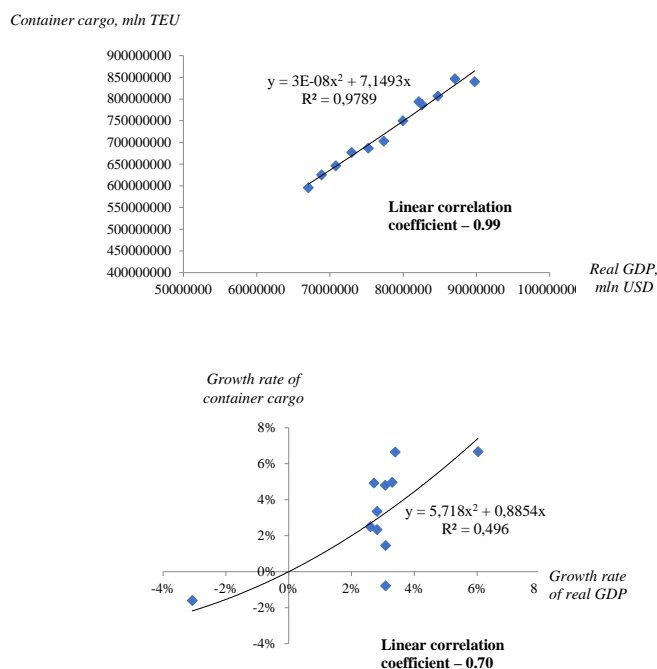 Container cargo, mln TEU
900000000
850000000
800000000
750000000
700000000
650000000
600000000
550000000
500000000
450000000
400000000
y = 3E-08x² + 7,1493x
R² = 0,9789
Linear correlation
coefficient – 0.99
50000000 60000000 70000000 80000000 90000000 10000000
Real GDP,
mln USD
Growth rate of
container cargo
8%
6%
4%
2%
0%
-2%
-4%
y = 5,718x² + 0,8854x
R² = 0,496
-4% -2% 0% 2% 4% 6% 8
Growth rate
of real GDP
Linear correlation
coefficient – 0.70